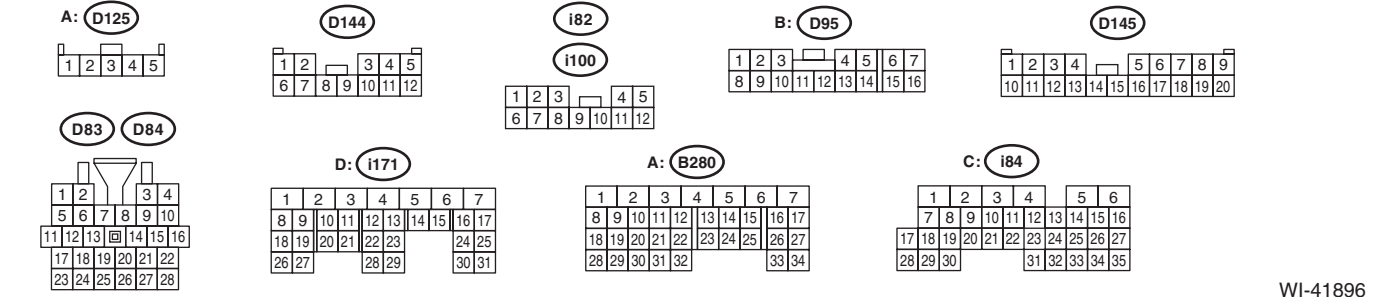 A: D125
1 2 3 4 5
D144
1 2 3 4 5
6 7 8 9 10 11 12
i82
i100
1 2 3 4 5
6 7 8 9 10 11 12
B: D95
1 2 3 4 5 6 7
8 9 10 11 12 13 14 15 16
D145
1 2 3 4 5 6 7 8 9
10 11 12 13 14 15 16 17 18 19 20
D83 D84
1 2 3 4
5 6 7 8 9 10
11 12 13 14 15 16
17 18 19 20 21 22
23 24 25 26 27 28
D: i171
1 2 3 4 5 6 7
8 9 10 11 12 13 14 15 16 17
18 19 20 21 22 23 24 25
26 27 28 29 30 31
A: B280
1 2 3 4 5 6 7
8 9 10 11 12 13 14 15 16 17
18 19 20 21 22 23 24 25 26 27
28 29 30 31 32 33 34
C: i84
1 2 3 4 5 6
7 8 9 10 11 12 13 14 15 16
17 18 19 20 21 22 23 24 25 26 27
28 29 30 31 32 33 34 35
WI-41896